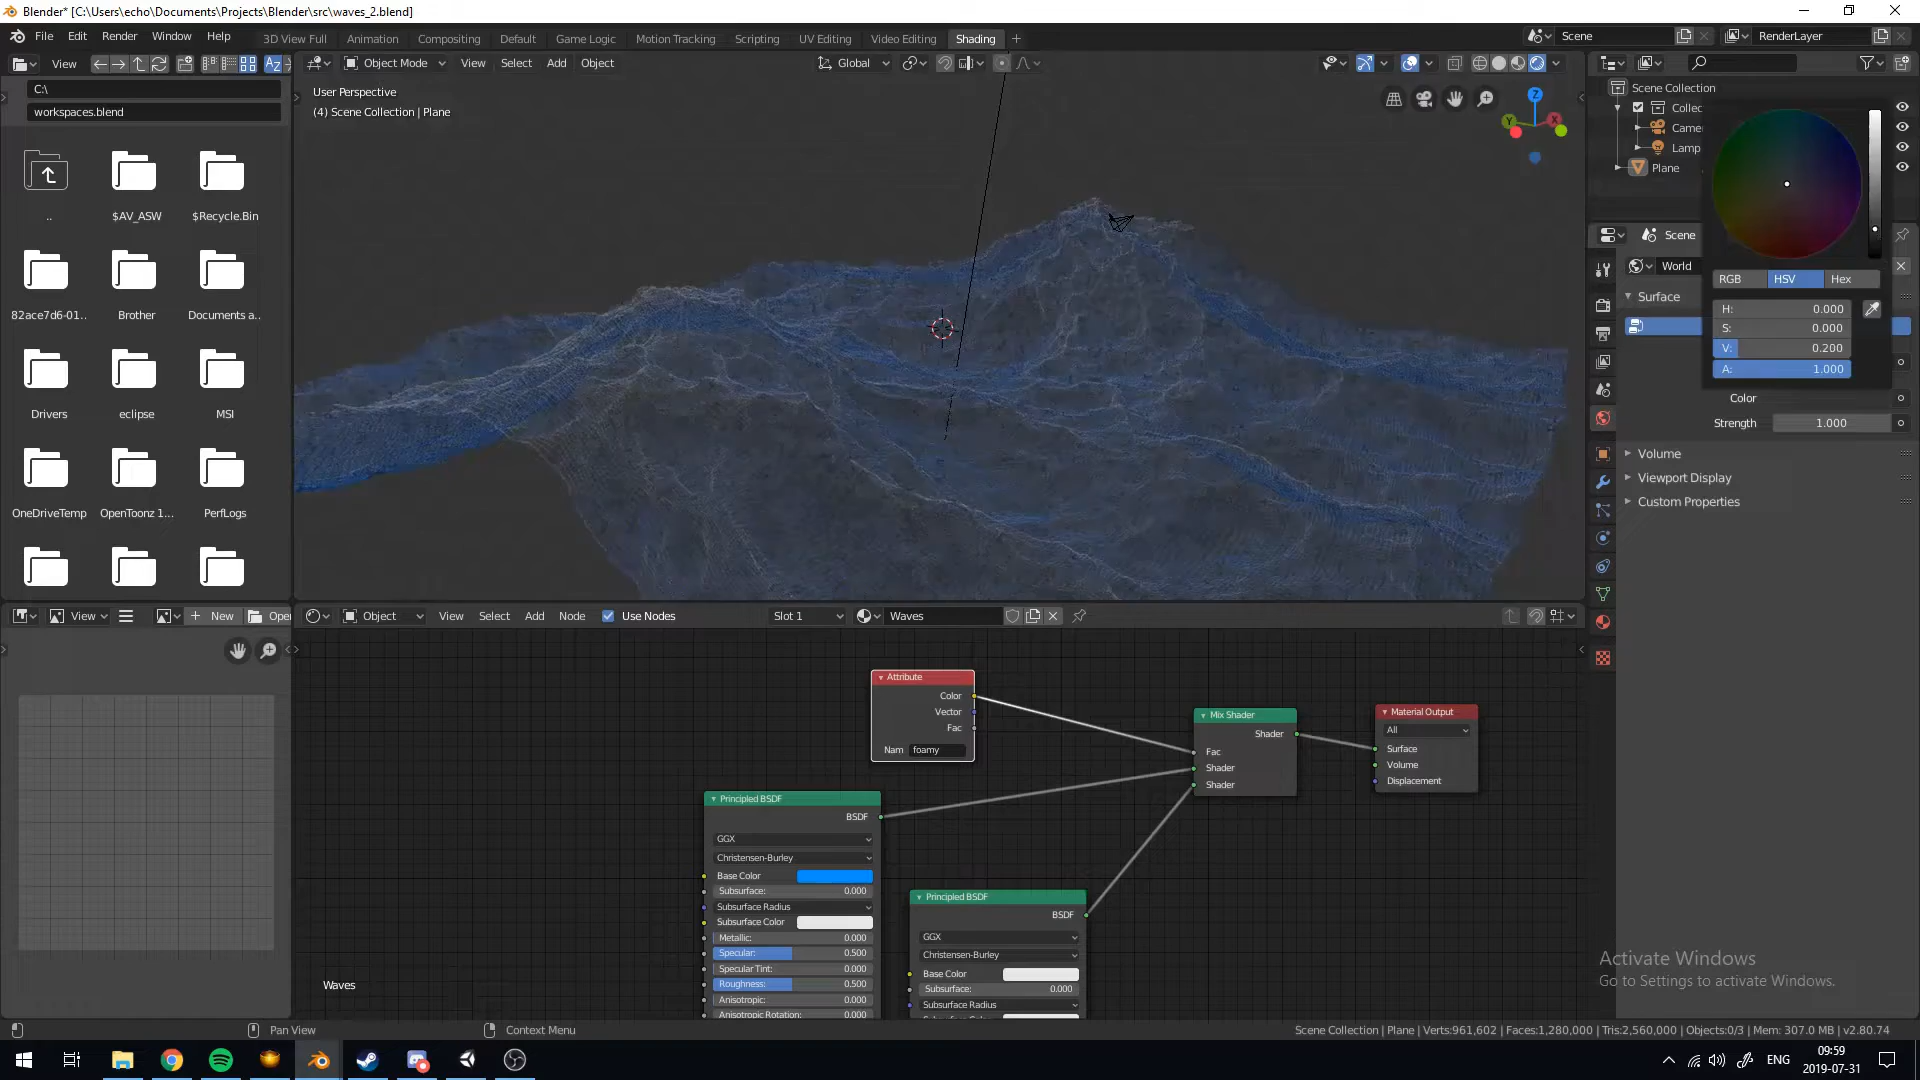 Blender* [C:\Users\echo\Documents\Projects\Blender\src\waves_2.blend]
File Edit Render Window Help
3D View Full Animation Compositing Default Game Logic Motion Tracking Scripting UV Editing Video Editing Shading
Scene
RenderLayer
View
C:\
workspaces.blend
..
$AV_ASW
$Recycle.Bin
82ace7d6-01..
Brother
Documents a..
Drivers
eclipse
MSI
OneDriveTemp
OpenToonz 1...
PerfLogs
Object Mode View Select Add Object
Global
User Perspective
(4) Scene Collection | Plane
Z
Y
X
Scene Collection
Collec
Came
Lamp
Plane
Scene
World
Surface
RGB HSV Hex
H: 0.000
S: 0.000
V: 0.200
A: 1.000
Color
Strength 1.000
Volume
Viewport Display
Custom Properties
View
New
Ope
Object View Select Add Node Use Nodes
Slot 1
Waves
Attribute
Color
Vector
Fac
Nam foamy
Mix Shader
Shader
Fac
Shader
Shader
Material Output
All
Surface
Volume
Displacement
Principled BSDF
BSDF
GGX
Christensen-Burley
Base Color
Subsurface: 0.000
Subsurface Radius
Subsurface Color
Metallic: 0.000
Specular: 0.500
Specular Tint: 0.000
Roughness: 0.500
Anisotropic: 0.000
Anisotropic Rotation: 0.000
Principled BSDF
BSDF
GGX
Christensen-Burley
Base Color
Subsurface: 0.000
Subsurface Radius
Waves
Activate Windows
Go to Settings to activate Windows.
Pan View
Context Menu
Scene Collection | Plane | Verts:961,602 | Faces:1,280,000 | Tris:2,560,000 | Objects:0/3 | Mem: 307.0 MB | v2.80.74
ENG
09:59
2019-07-31